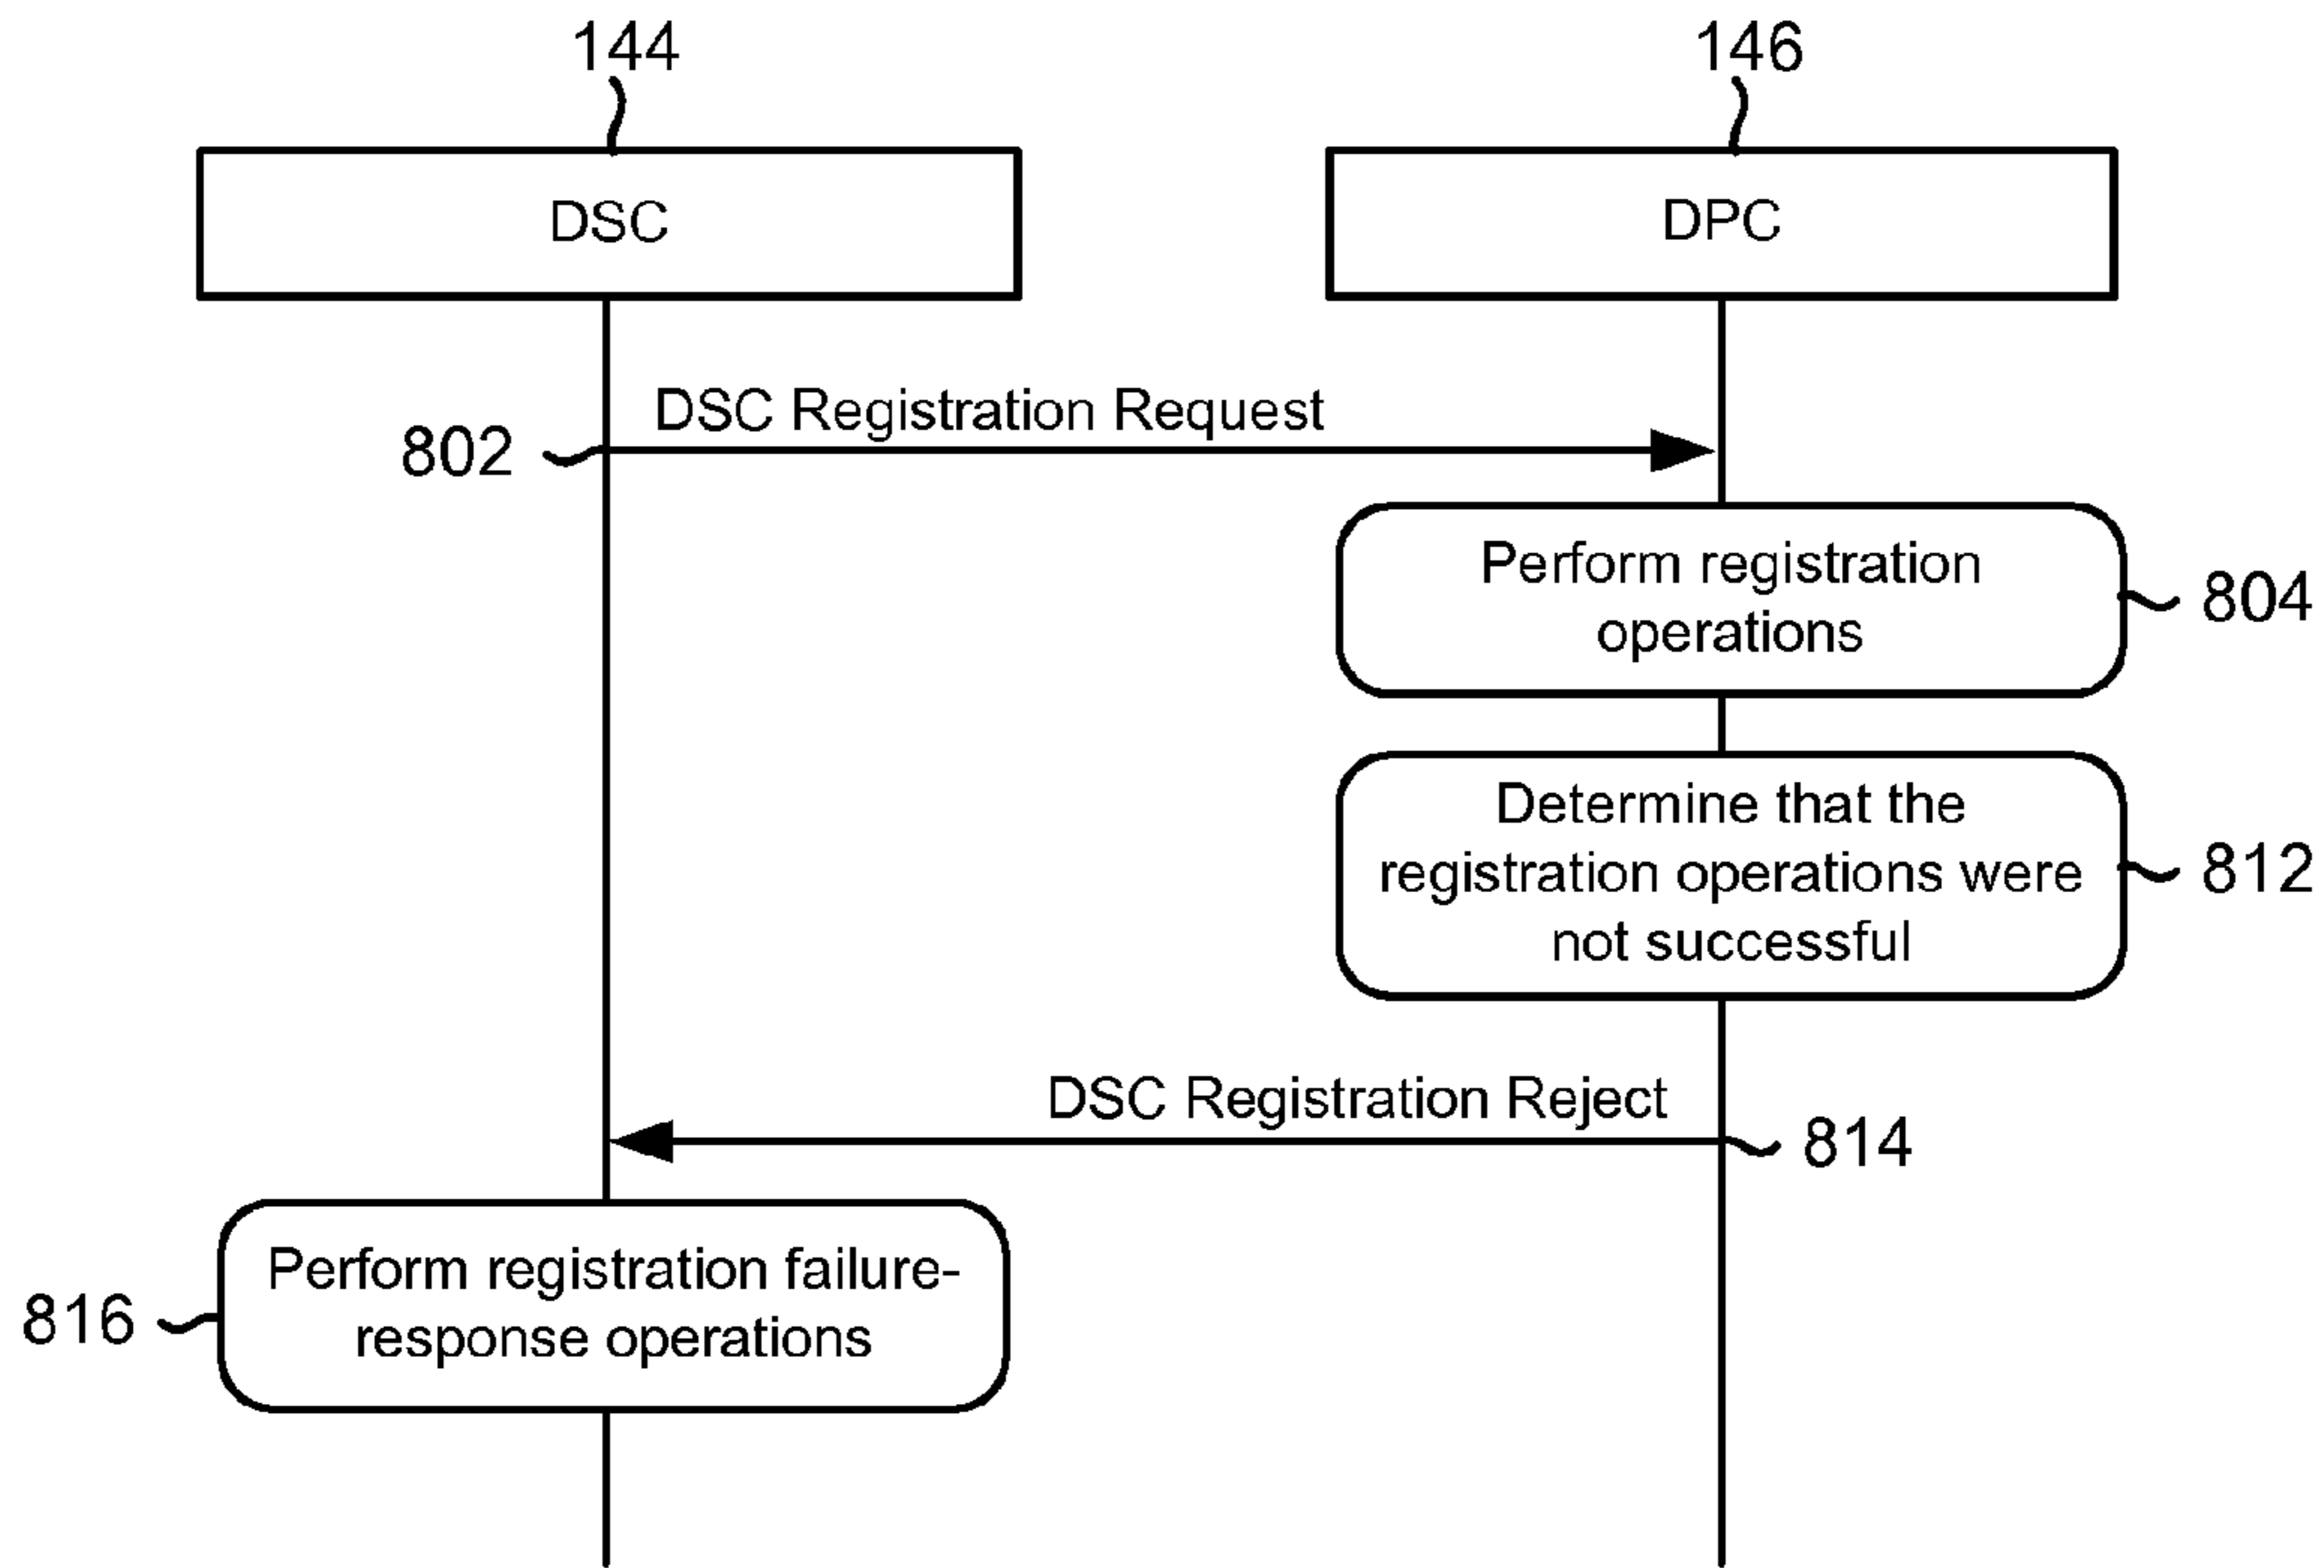 144
146
DSC
DPC
DSC Registration Request
802
Perform registration
operations
804
Determine that the
registration operations were
not successful
812
DSC Registration Reject
814
Perform registration failure-
response operations
816